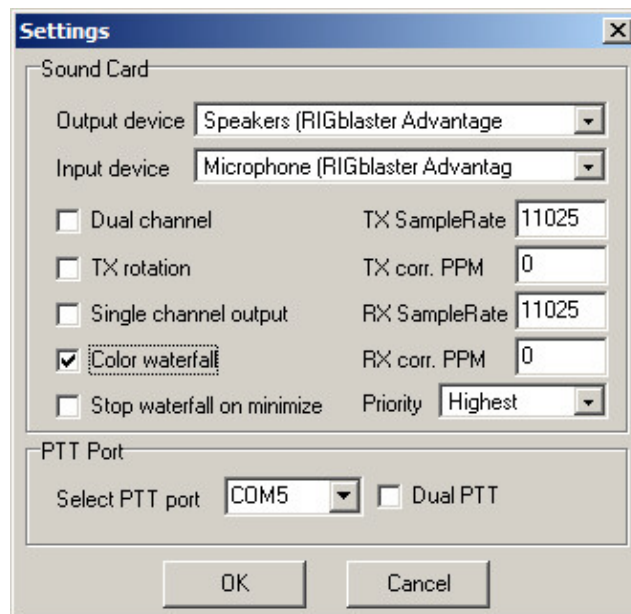 Settings
Sound Card
Output device Speakers (RIGblaster Advantage
Input device Microphone (RIGblaster Advantag
Dual channel TX SampleRate 11025
TX rotation TX corr. PPM 0
Single channel output RX SampleRate 11025
Color waterfall RX corr. PPM 0
Stop waterfall on minimize Priority Highest
PTT Port
Select PTT port COM5 Dual PTT
OK Cancel